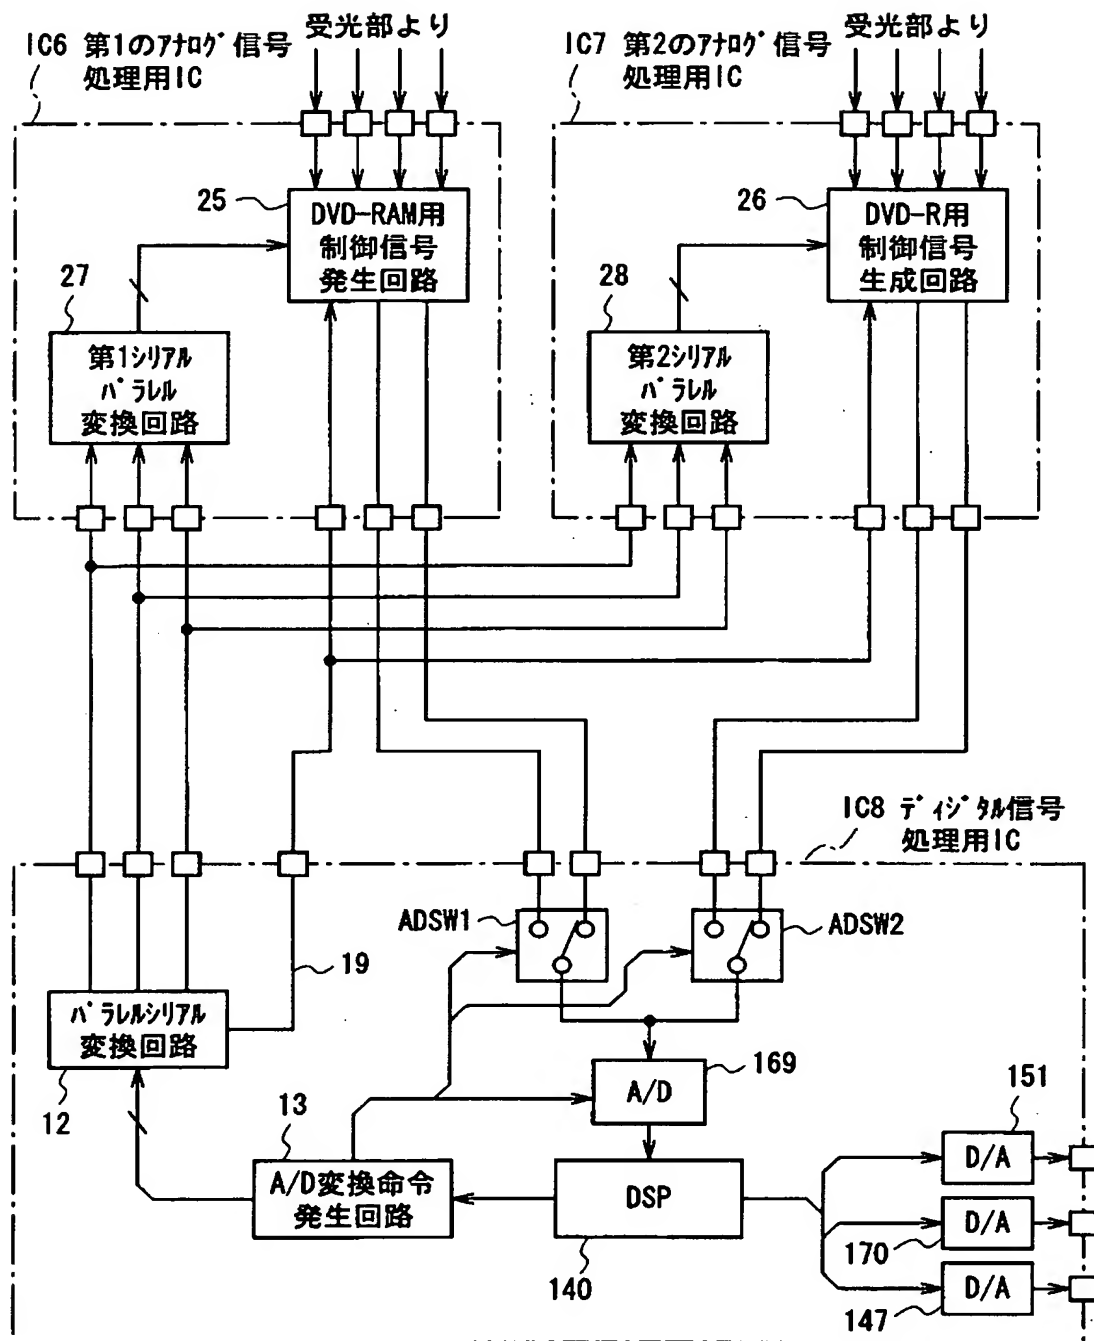 IC6 第1のアナログ信号
処理用IC
受光部より
IC7 第2のアナログ信号
処理用IC
受光部より
25
DVD-RAM用
制御信号
発生回路
26
DVD-R用
制御信号
生成回路
27
第1シリアル
パラレル
変換回路
28
第2シリアル
パラレル
変換回路
IC8 ディジタル信号
処理用IC
ADSW1
ADSW2
19
パラレルシリアル
変換回路
12
13
A/D変換命令
発生回路
A/D
169
DSP
140
151
D/A
D/A
170
D/A
147